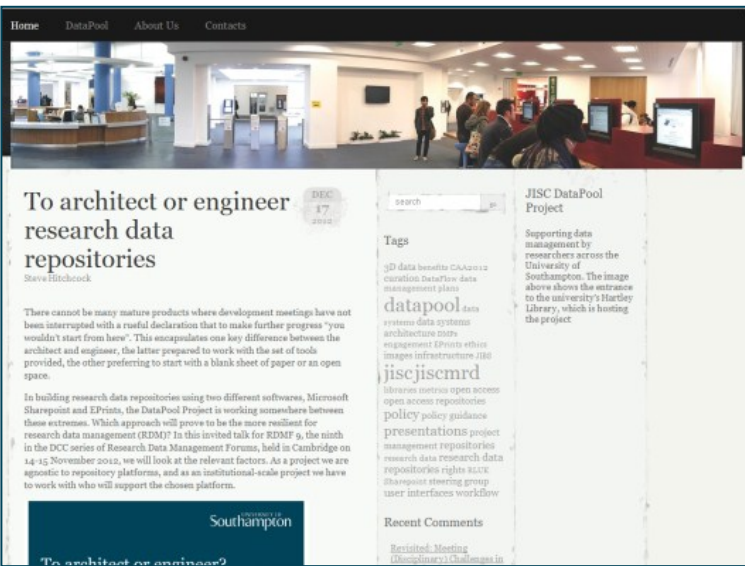 Home DataPool About Us Contacts
To architect or engineer
research data
repositories
DEC
17
2012
Steve Hitchcock
There cannot be many mature products where development meetings have not
been interrupted with a rueful declaration that to make further progress "you
wouldn't start from here". This encapsulates one key difference between the
architect and engineer, the latter prepared to work with the set of tools
provided, the other preferring to start with a blank sheet of paper or an open
space.
In building research data repositories using two different softwares, Microsoft
Sharepoint and EPrints, the DataPool Project is working somewhere between
these extremes. Which approach will prove to be the more resilient for
research data management (RDM)? In this invited talk for RDMF 9, the ninth
in the DCC series of Research Data Management Forums, held in Cambridge on
14-15 November 2012, we will look at the relevant factors. As a project we are
agnostic to repository platforms, and as an institutional-scale project we have
to work with who will support the chosen platform.
UNIVERSITY OF
Southampton
To architect or engineer?
search
Tags
3D data benefits CAA2012
curation DataFlow data
management plans
datapool data
systems data systems
architecture DMPs
engagement EPrints ethics
images infrastructure JIBS
jisc jiscmrd
libraries metrics open access
open access repositories
policy policy guidance
presentations project
management repositories
research data research data
repositories rights RLUK
Sharepoint steering group
user interfaces workflow
Recent Comments
Revisited: Meeting
(Disciplinary) Challenges in
JISC DataPool
Project
Supporting data
management by
researchers across the
University of
Southampton. The image
above shows the entrance
to the university's Hartley
Library, which is hosting
the project